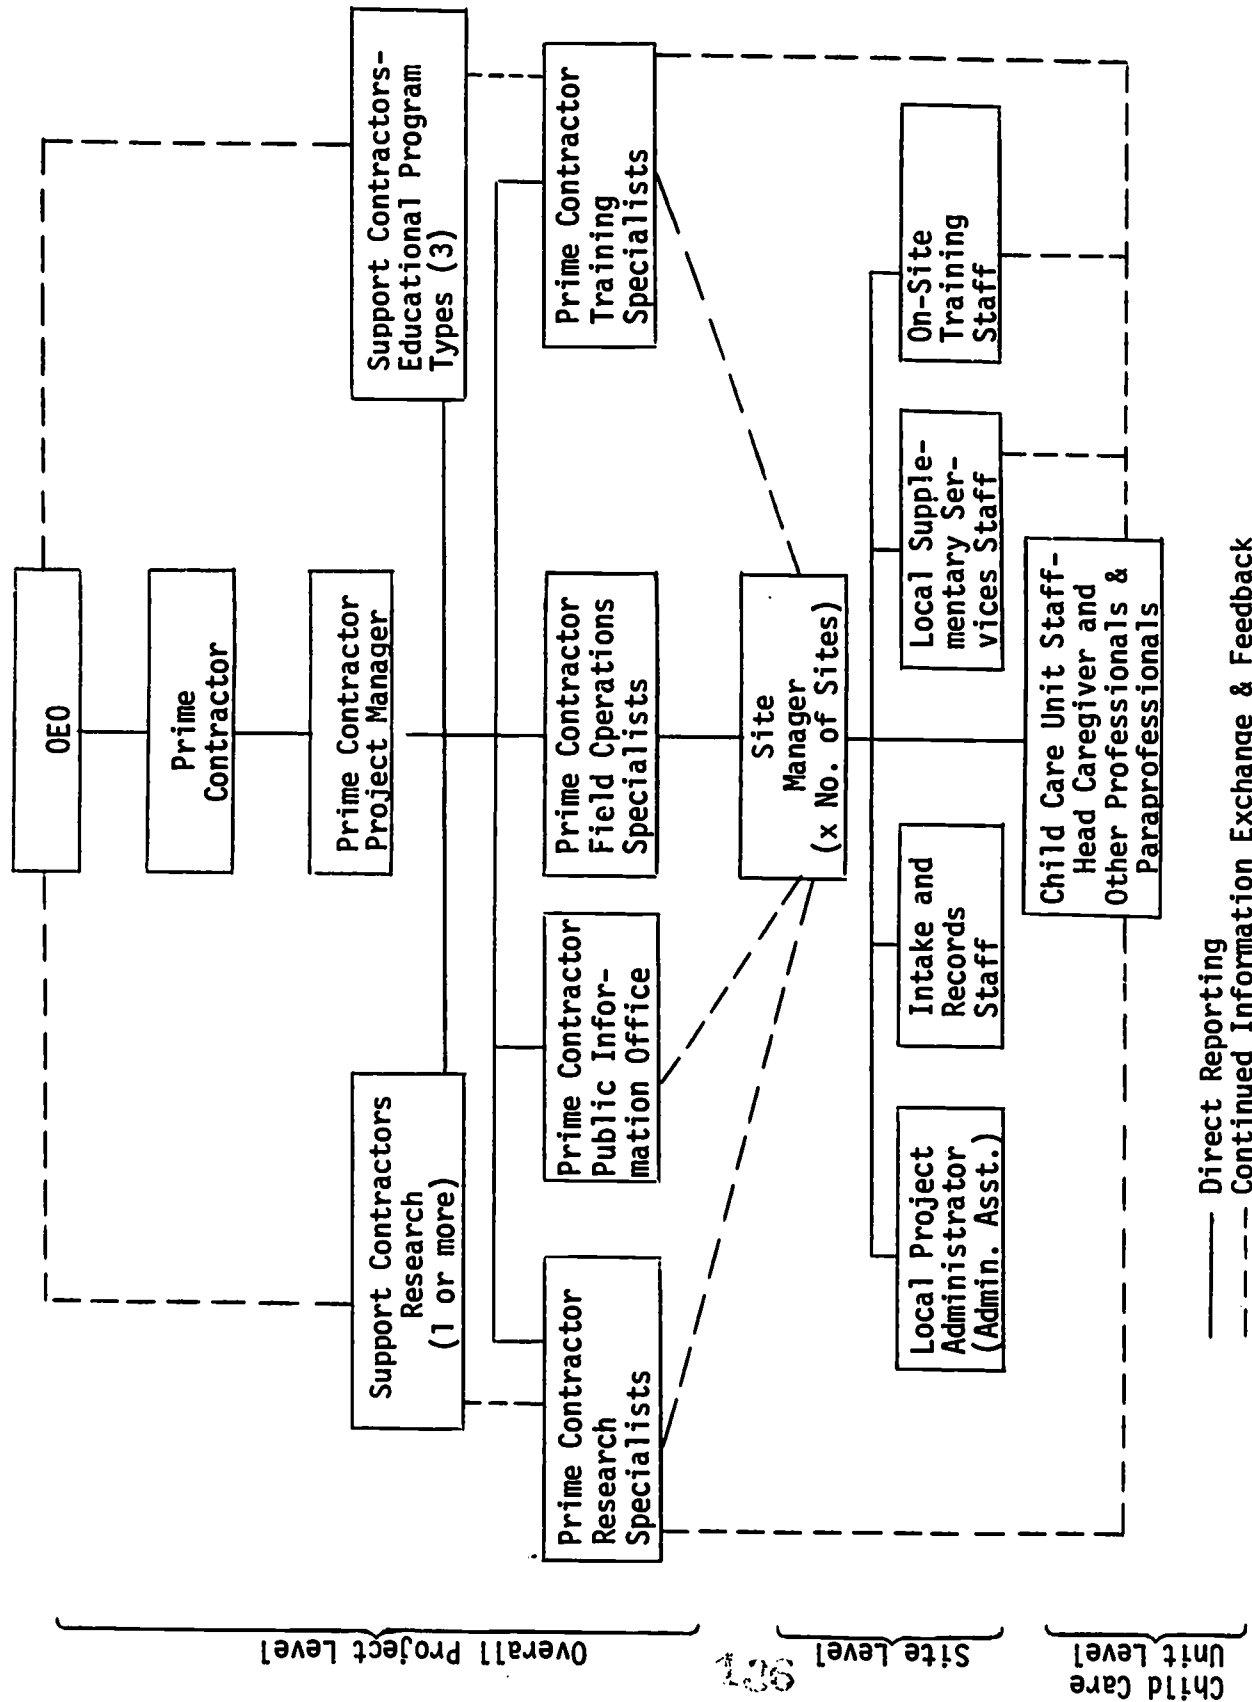 OEO
Prime
Contractor
Prime Contractor
Project Manager
Support Contractors
Research
(1 or more)
Support Contractors-
Educational Program
Types (3)
Prime Contractor
Research
Specialists
Prime Contractor
Public Infor-
mation Office
Prime Contractor
Field Operations
Specialists
Prime Contractor
Training
Specialists
Site
Manager
(x No. of Sites)
Local Project
Administrator
(Admin. Asst.)
Intake and
Records
Staff
Local Supple-
mentary Ser-
vices Staff
On-Site
Training
Staff
Child Care Unit Staff-
Head Caregiver and
Other Professionals &
Paraprofessionals
Direct Reporting
Continued Information Exchange & Feedback
Overall Project Level
Site Level
Child Care
Unit Level